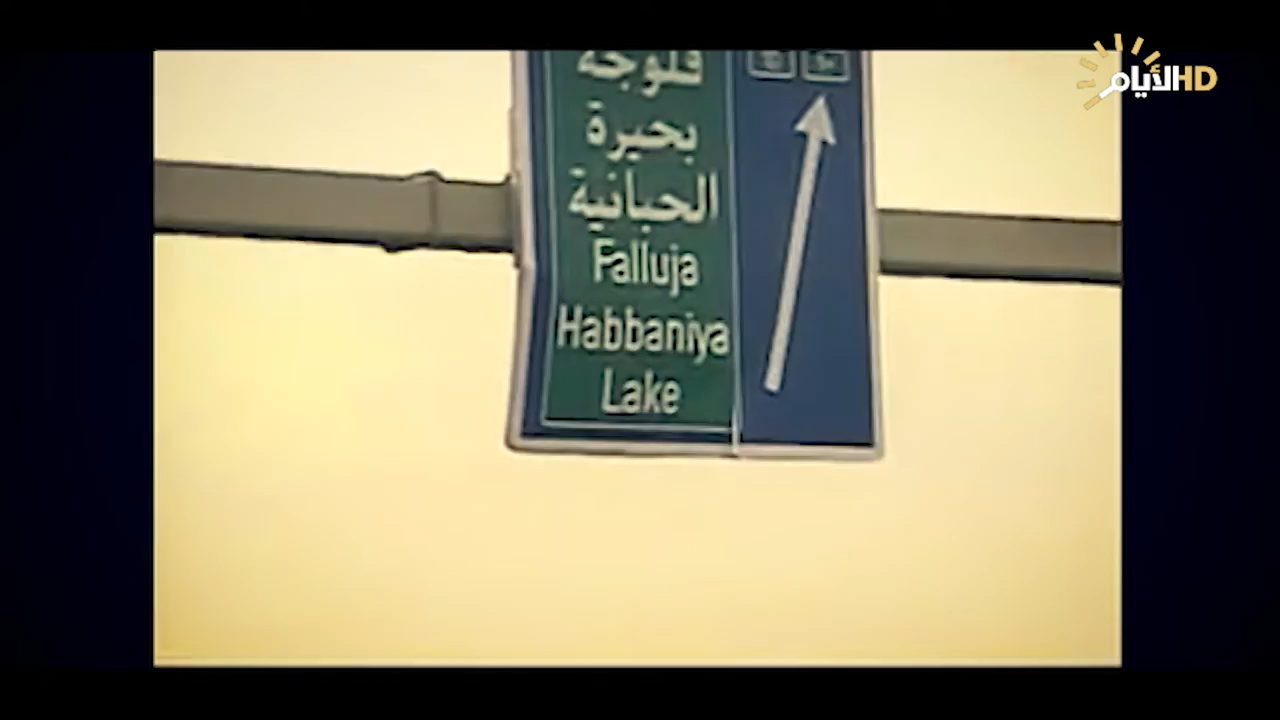 الأيام HD
فلوجة
بحيرة
الحبانية
Falluja
Habbaniya
Lake